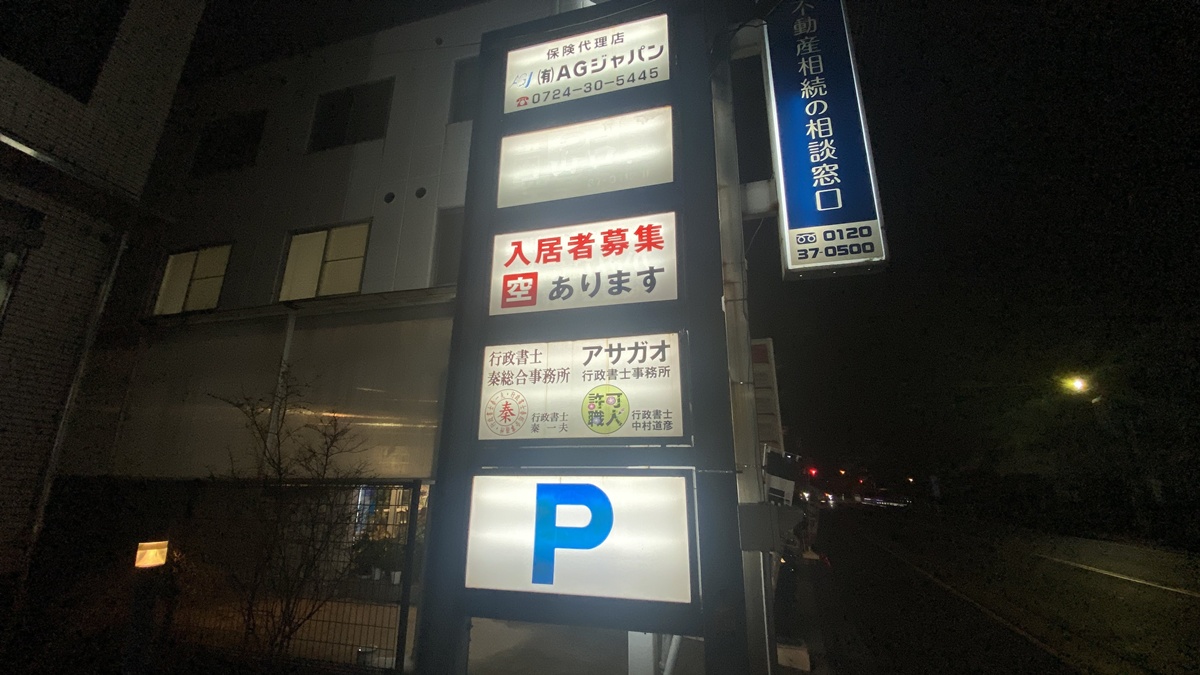 保険代理店
(有)AGジャパン
☎0724-30-5445
入居者募集
空 あります
行政書士
秦総合事務所
秦
行政書士
秦 一夫
アサガオ
行政書士事務所
許可
職人
行政書士
中村道彦
P
不動産相続の相談窓口
0120
37-0500